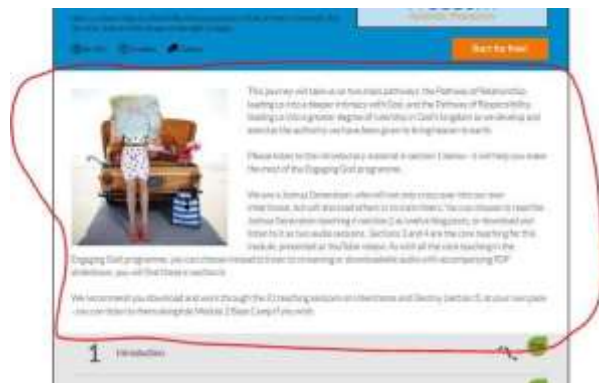 Start for free!
This journey will take us on two main pathways: the Pathway of Relationship,
leading us into a deeper intimacy with God; and the Pathway of Responsibility,
leading us into a greater degree of rulership in God's kingdom as we develop and
exercise the authority we have been given to bring heaven to earth.
Please listen to the introductory material in section 1 below - it will help you make
the most of the Engaging God programme.
We are a Joshua Generation who will not only cross over into our own
inheritance, but will also lead others in to claim theirs. You can choose to read the
Joshua Generation teaching in section 2 as twelve blog posts, or download and
listen to it as two audio sessions. Sections 3 and 4 are the core teaching for this
module, presented as YouTube videos. As with all the core teaching in the
Engaging God programme, you can choose instead to listen to streaming or downloadable audio with accompanying PDF
slideshows: you will find these in section
We recommend you download and work through the teaching sessions on Inheritance and Destiny (section 5) at your own pace
- you can listen to them alongside Module 2 Base Camp if you wish.
1 Introduction